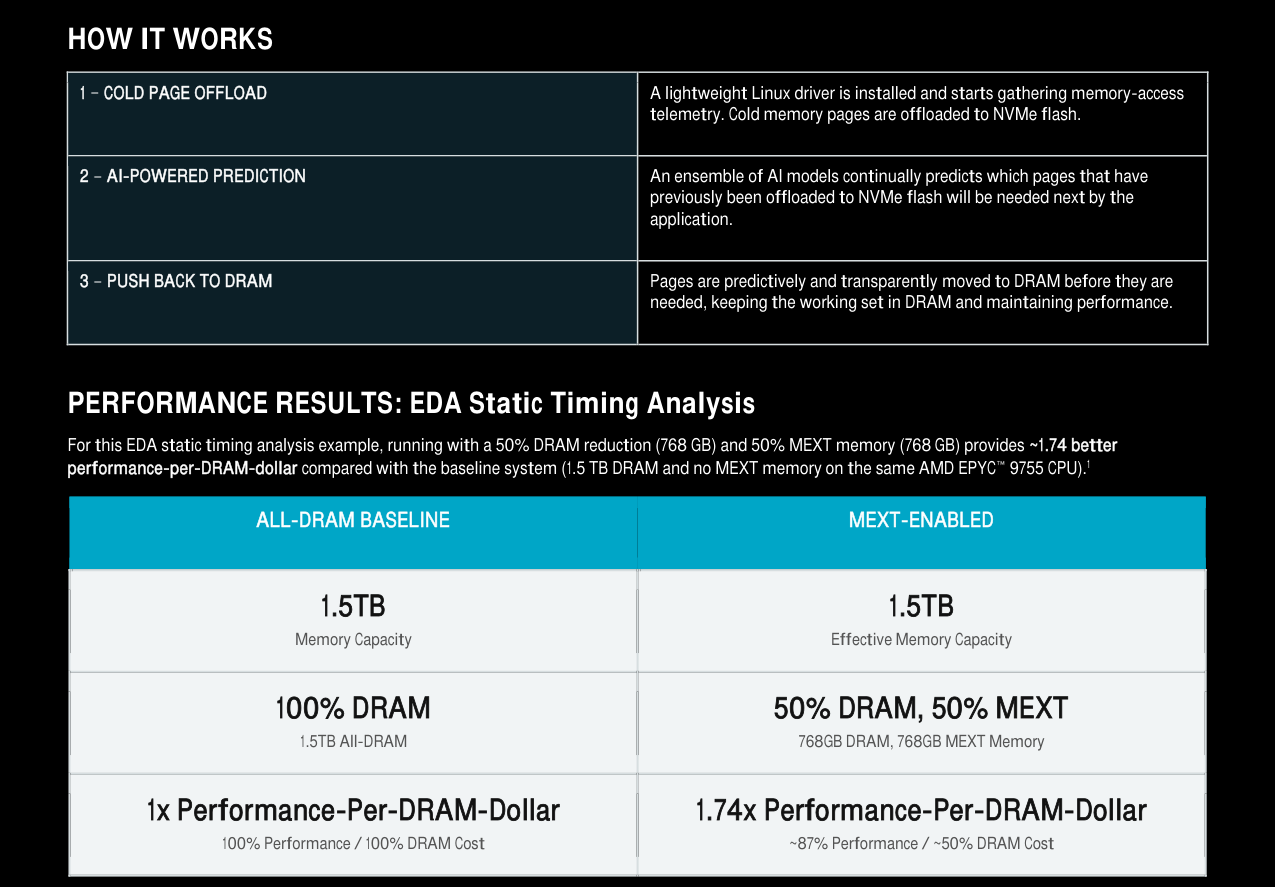 HOW IT WORKS
1 – COLD PAGE OFFLOAD
A lightweight Linux driver is installed and starts gathering memory-access
telemetry. Cold memory pages are offloaded to NVMe flash.
2 – AI-POWERED PREDICTION
An ensemble of AI models continually predicts which pages that have
previously been offloaded to NVMe flash will be needed next by the
application.
3 – PUSH BACK TO DRAM
Pages are predictively and transparently moved to DRAM before they are
needed, keeping the working set in DRAM and maintaining performance.
PERFORMANCE RESULTS: EDA Static Timing Analysis
For this EDA static timing analysis example, running with a 50% DRAM reduction (768 GB) and 50% MEXT memory (768 GB) provides ~1.74 better
performance-per-DRAM-dollar compared with the baseline system (1.5 TB DRAM and no MEXT memory on the same AMD EPYC™ 9755 CPU).¹
ALL-DRAM BASELINE
MEXT-ENABLED
1.5TB
Memory Capacity
1.5TB
Effective Memory Capacity
100% DRAM
1.5TB All-DRAM
50% DRAM, 50% MEXT
768GB DRAM, 768GB MEXT Memory
1x Performance-Per-DRAM-Dollar
100% Performance / 100% DRAM Cost
1.74x Performance-Per-DRAM-Dollar
~87% Performance / ~50% DRAM Cost